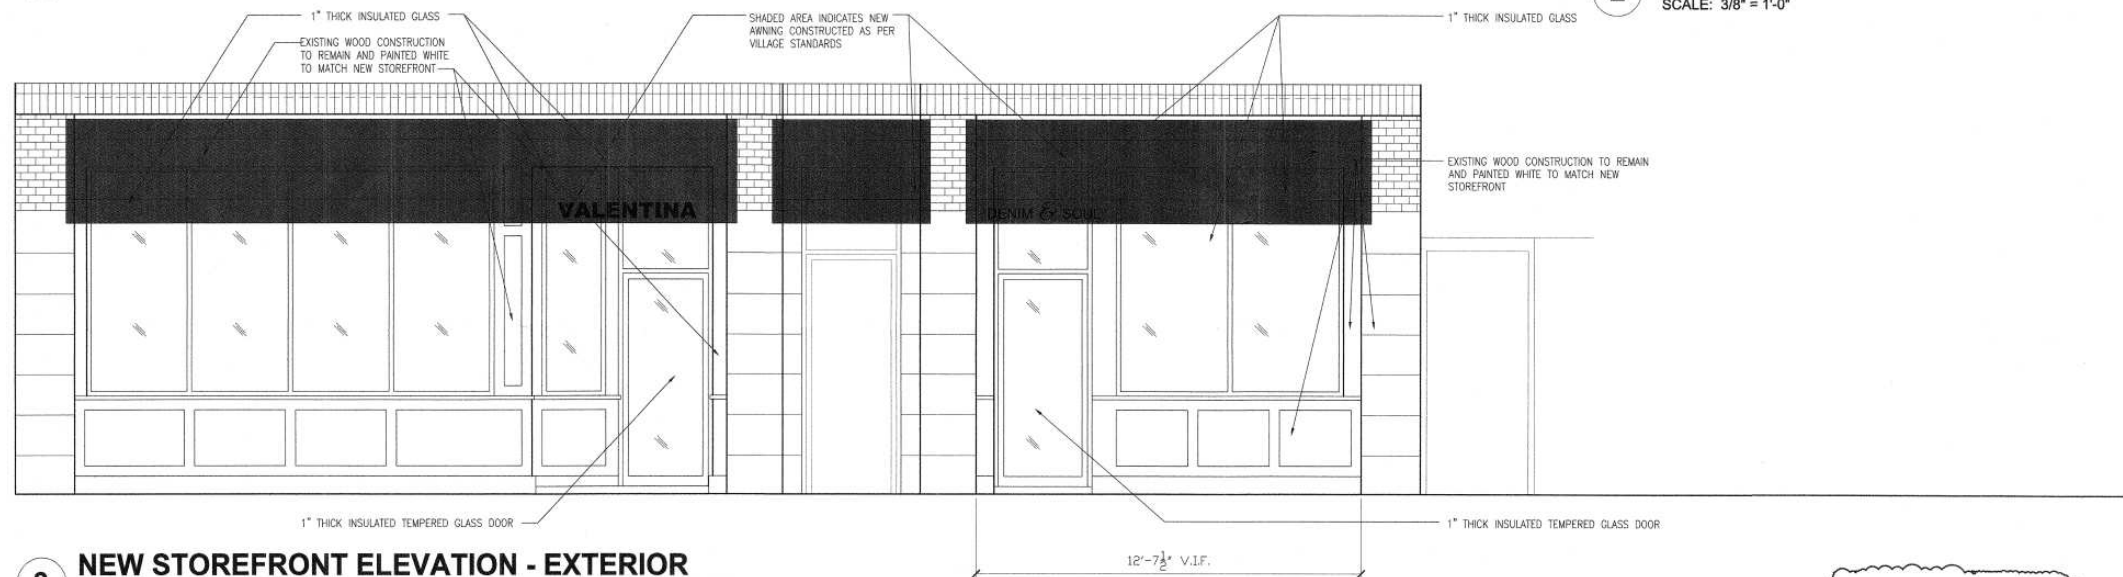 SCALE: 3/8" = 1'-0"
1" THICK INSULATED GLASS
EXISTING WOOD CONSTRUCTION
TO REMAIN AND PAINTED WHITE
TO MATCH NEW STOREFRONT
SHADED AREA INDICATES NEW
AWNING CONSTRUCTED AS PER
VILLAGE STANDARDS
1" THICK INSULATED GLASS
EXISTING WOOD CONSTRUCTION TO REMAIN
AND PAINTED WHITE TO MATCH NEW
STOREFRONT
VALENTINA
DENIM & SOUL
1" THICK INSULATED TEMPERED GLASS DOOR
1" THICK INSULATED TEMPERED GLASS DOOR
12'-7½" V.I.F.
NEW STOREFRONT ELEVATION - EXTERIOR